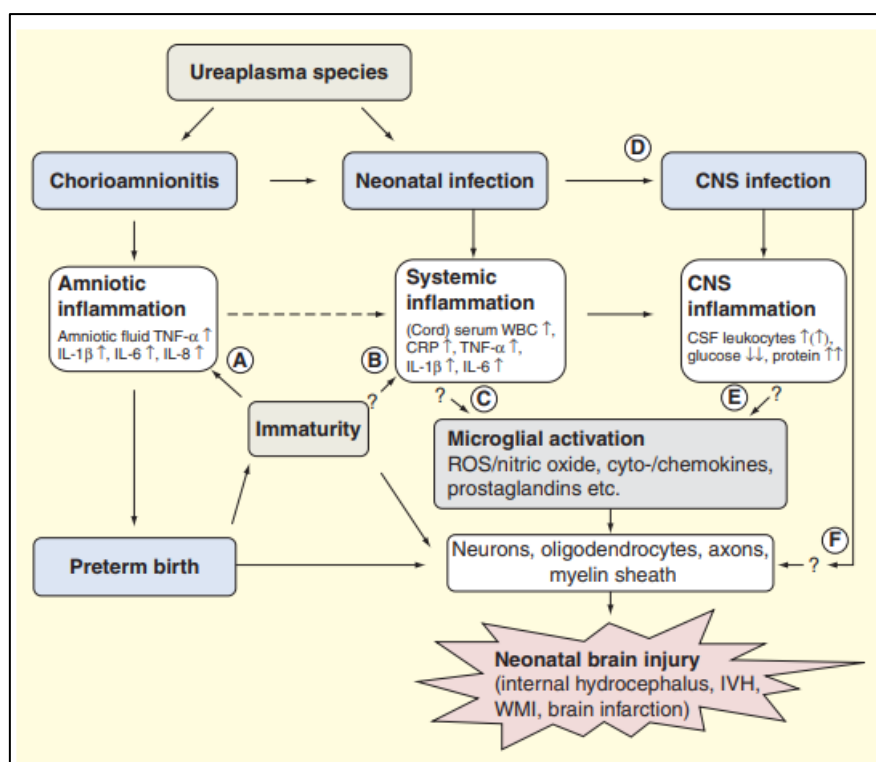 Ureaplasma species
Chorioamnionitis
Neonatal infection
D
CNS infection
Amniotic
inflammation
Amniotic fluid TNF-α ↑
IL-1β ↑, IL-6 ↑, IL-8 ↑
A
Systemic
inflammation
(Cord) serum WBC ↑,
CRP ↑, TNF-α ↑,
IL-1β ↑, IL-6 ↑
B
CNS
inflammation
CSF leukocytes ↑(↑),
glucose ↓↓, protein ↑↑
?
?
C
E
?
Immaturity
Microglial activation
ROS/nitric oxide, cyto-/chemokines,
prostaglandins etc.
Preterm birth
Neurons, oligodendrocytes, axons,
myelin sheath
?
F
Neonatal brain injury
(internal hydrocephalus, IVH,
WMI, brain infarction)